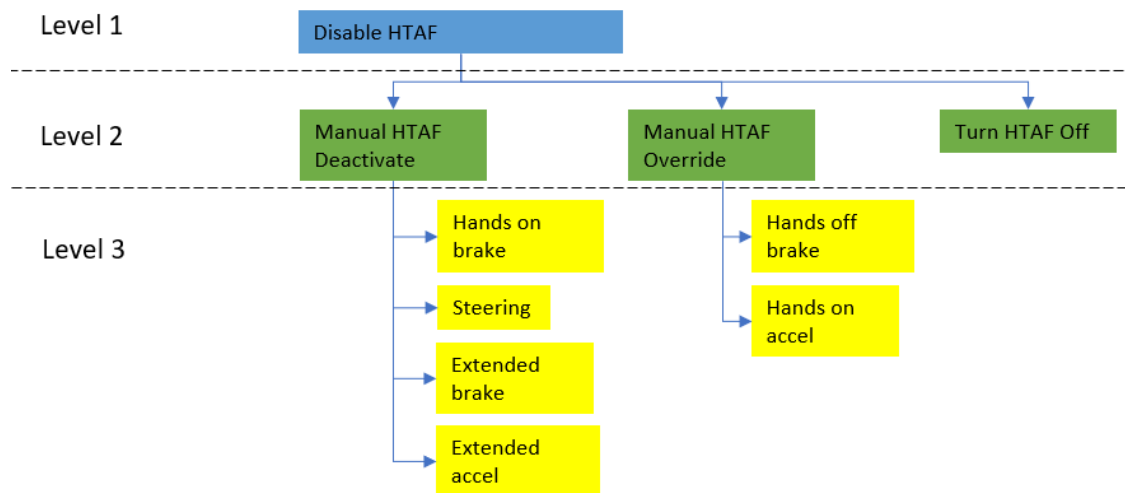 Level 1
Disable HTAF
Level 2
Manual HTAF
Deactivate
Manual HTAF
Override
Turn HTAF Off
Level 3
Hands on
brake
Steering
Extended
brake
Extended
accel
Hands off
brake
Hands on
accel